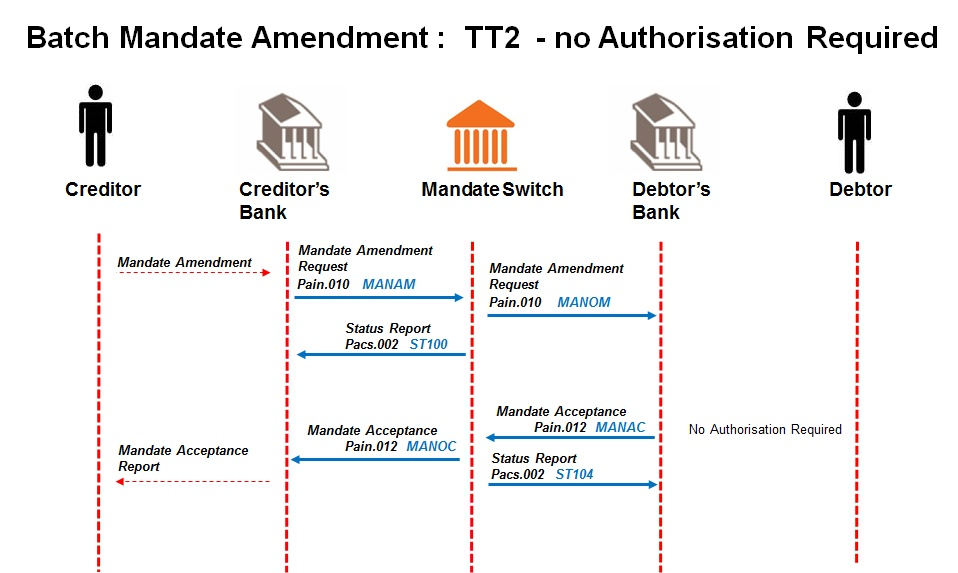 Batch Mandate Amendment : TT2 - no Authorisation Required
Creditor
Creditor's
Bank
Mandate Switch
Debtor's
Bank
Debtor
Mandate Amendment
Mandate Amendment
Request
Pain.010 MANAM
Mandate Amendment
Request
Pain.010 MANOM
Status Report
Pacs.002 ST100
Mandate Acceptance
Pain.012 MANAC
No Authorisation Required
Mandate Acceptance
Pain.012 MANOC
Mandate Acceptance
Report
Status Report
Pacs.002 ST104